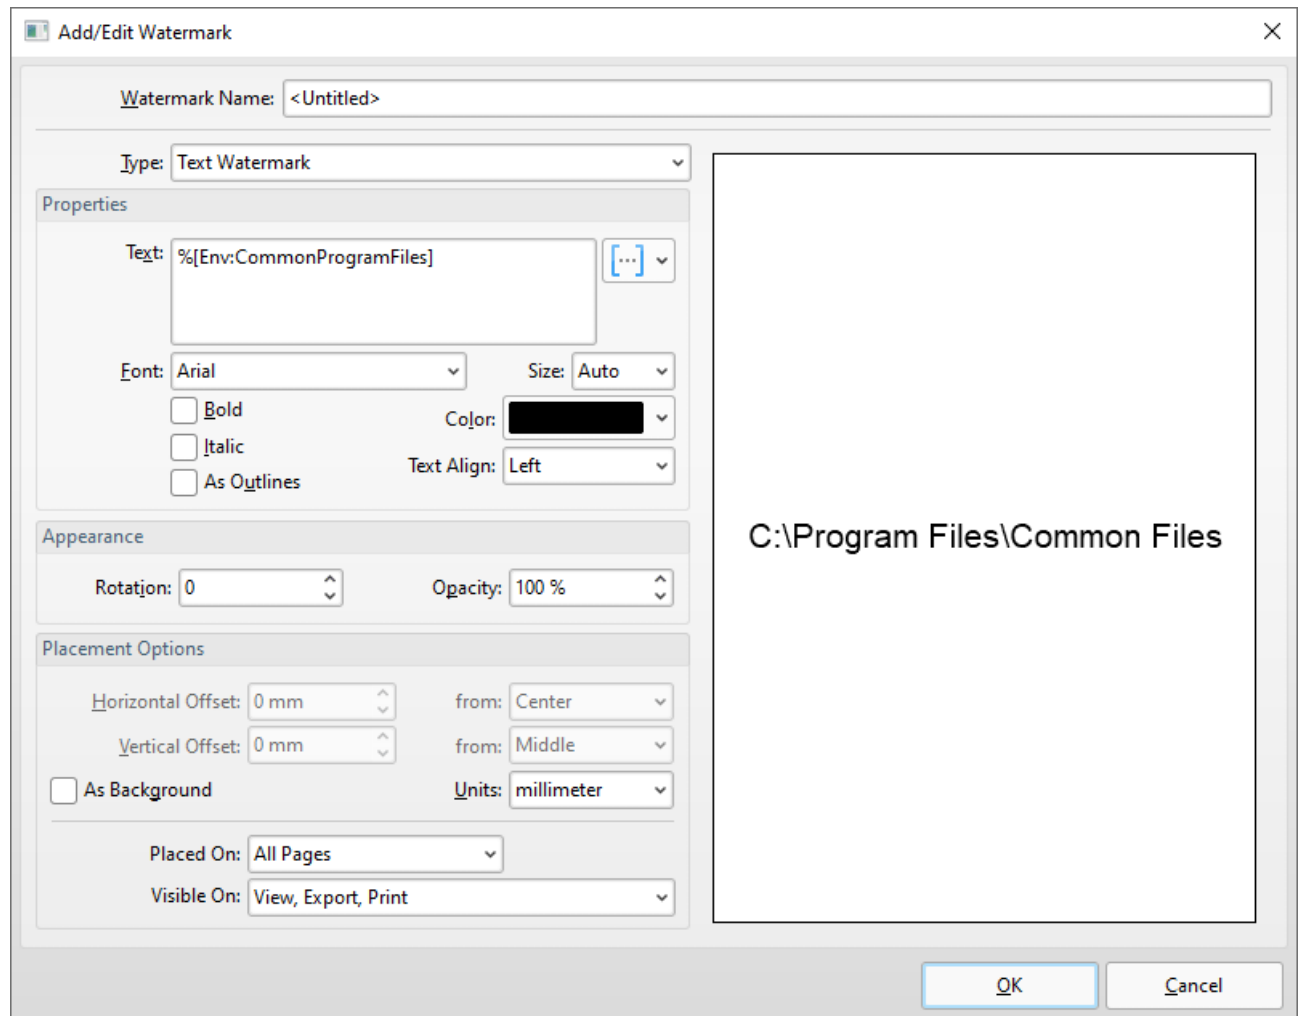 Add/Edit Watermark
Watermark Name: <Untitled>
Type: Text Watermark
Properties
Text: %[Env:CommonProgramFiles]
Font: Arial Size: Auto
Bold
Color:
Italic
Text Align: Left
As Outlines
Appearance
Rotation: 0 Opacity: 100 %
Placement Options
Horizontal Offset: 0 mm from: Center
Vertical Offset: 0 mm from: Middle
As Background Units: millimeter
Placed On: All Pages
Visible On: View, Export, Print
C:\Program Files\Common Files
OK Cancel